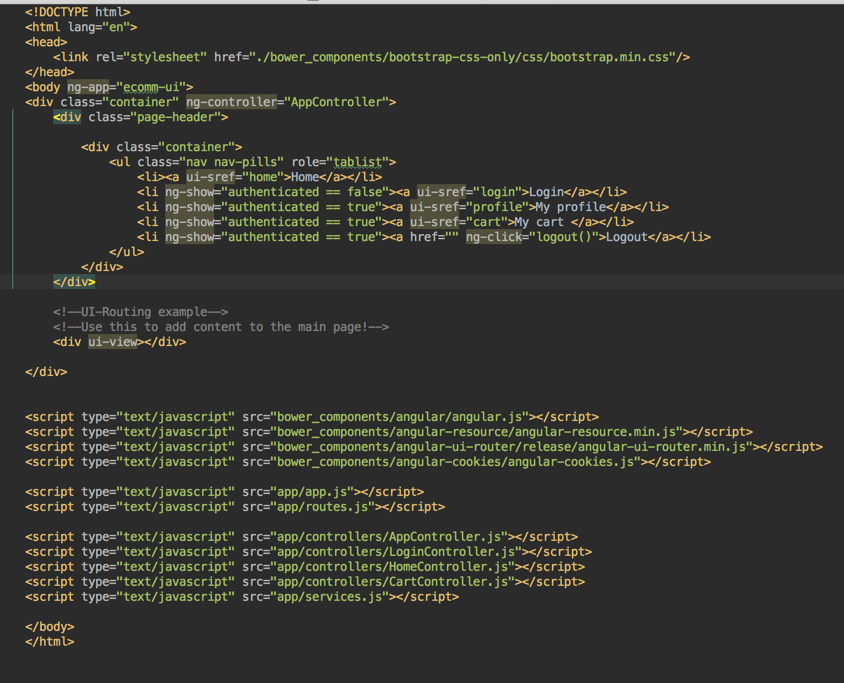 <!DOCTYPE html>
<html lang="en">
<head>
    <link rel="stylesheet" href="./bower_components/bootstrap-css-only/css/bootstrap.min.css"/>
</head>
<body ng-app="ecomm-ui">
<div class="container" ng-controller="AppController">
    <div class="page-header">

        <div class="container">
            <ul class="nav nav-pills" role="tablist">
                <li><a ui-sref="home">Home</a></li>
                <li ng-show="authenticated == false"><a ui-sref="login">Login</a></li>
                <li ng-show="authenticated == true"><a ui-sref="profile">My profile</a></li>
                <li ng-show="authenticated == true"><a ui-sref="cart">My cart </a></li>
                <li ng-show="authenticated == true"><a href="" ng-click="logout()">Logout</a></li>
            </ul>
        </div>
    </div>

    <!--UI-Routing example-->
    <!--Use this to add content to the main page!-->
    <div ui-view></div>

</div>


<script type="text/javascript" src="bower_components/angular/angular.js"></script>
<script type="text/javascript" src="bower_components/angular-resource/angular-resource.min.js"></script>
<script type="text/javascript" src="bower_components/angular-ui-router/release/angular-ui-router.min.js"></script>
<script type="text/javascript" src="bower_components/angular-cookies/angular-cookies.js"></script>

<script type="text/javascript" src="app/app.js"></script>
<script type="text/javascript" src="app/routes.js"></script>

<script type="text/javascript" src="app/controllers/AppController.js"></script>
<script type="text/javascript" src="app/controllers/LoginController.js"></script>
<script type="text/javascript" src="app/controllers/HomeController.js"></script>
<script type="text/javascript" src="app/controllers/CartController.js"></script>
<script type="text/javascript" src="app/services.js"></script>

</body>
</html>